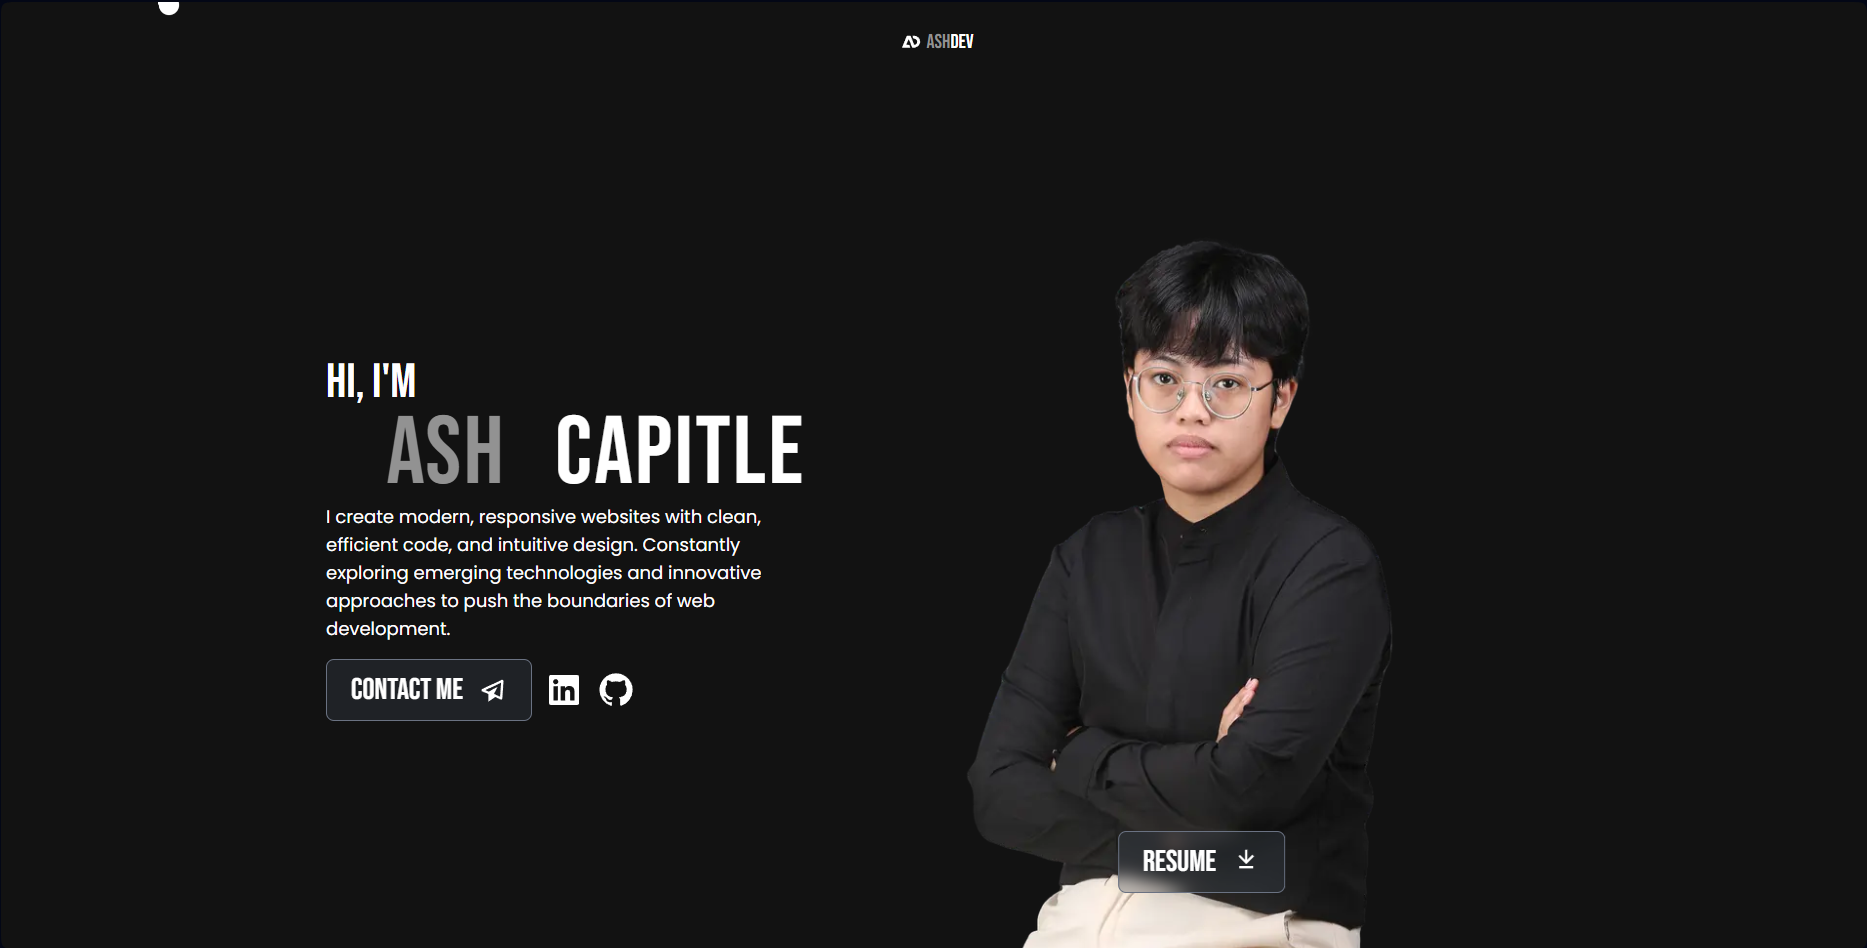 ASHDEV
HI, I'M
ASH CAPITLE
I create modern, responsive websites with clean,
efficient code, and intuitive design. Constantly
exploring emerging technologies and innovative
approaches to push the boundaries of web
development.
CONTACT ME
in
RESUME